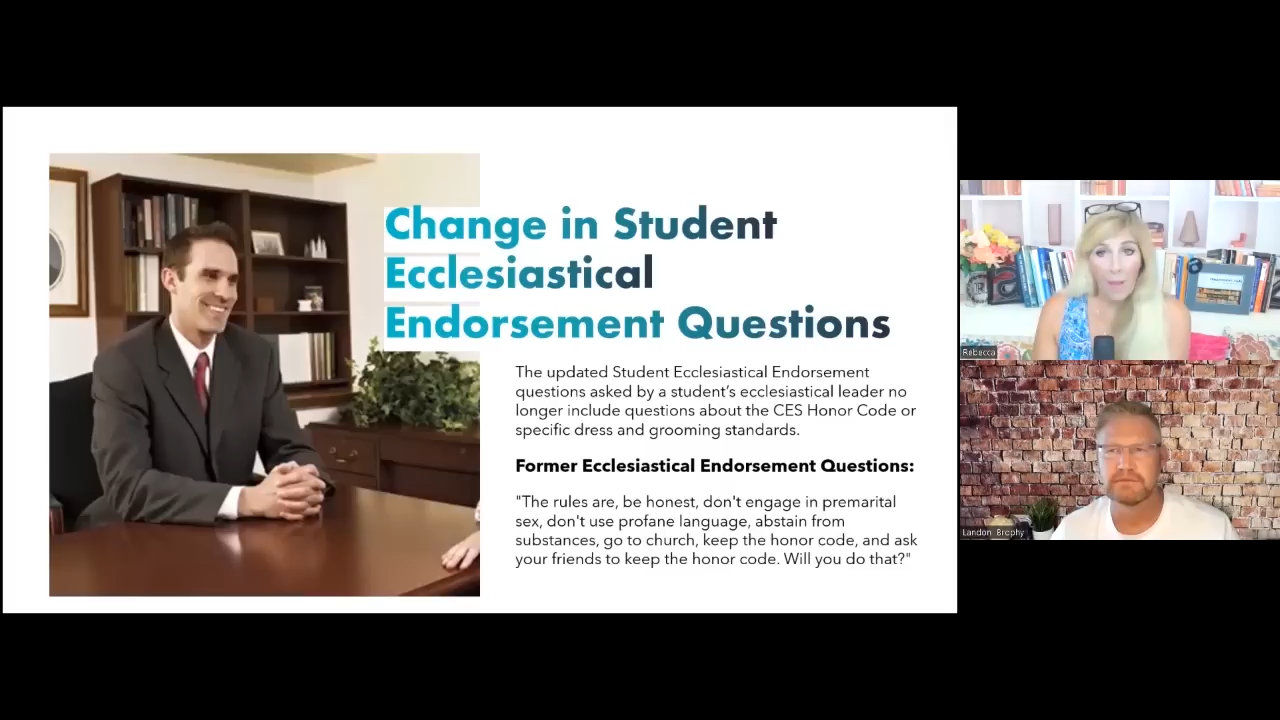 Change in Student
Ecclesiastical
Endorsement Questions
The updated Student Ecclesiastical Endorsement
questions asked by a student’s ecclesiastical leader no
longer include questions about the CES Honor Code or
specific dress and grooming standards.
Former Ecclesiastical Endorsement Questions:
"The rules are, be honest, don't engage in premarital
sex, don't use profane language, abstain from
substances, go to church, keep the honor code, and ask
your friends to keep the honor code. Will you do that?"
Rebecca
Landon Brophy